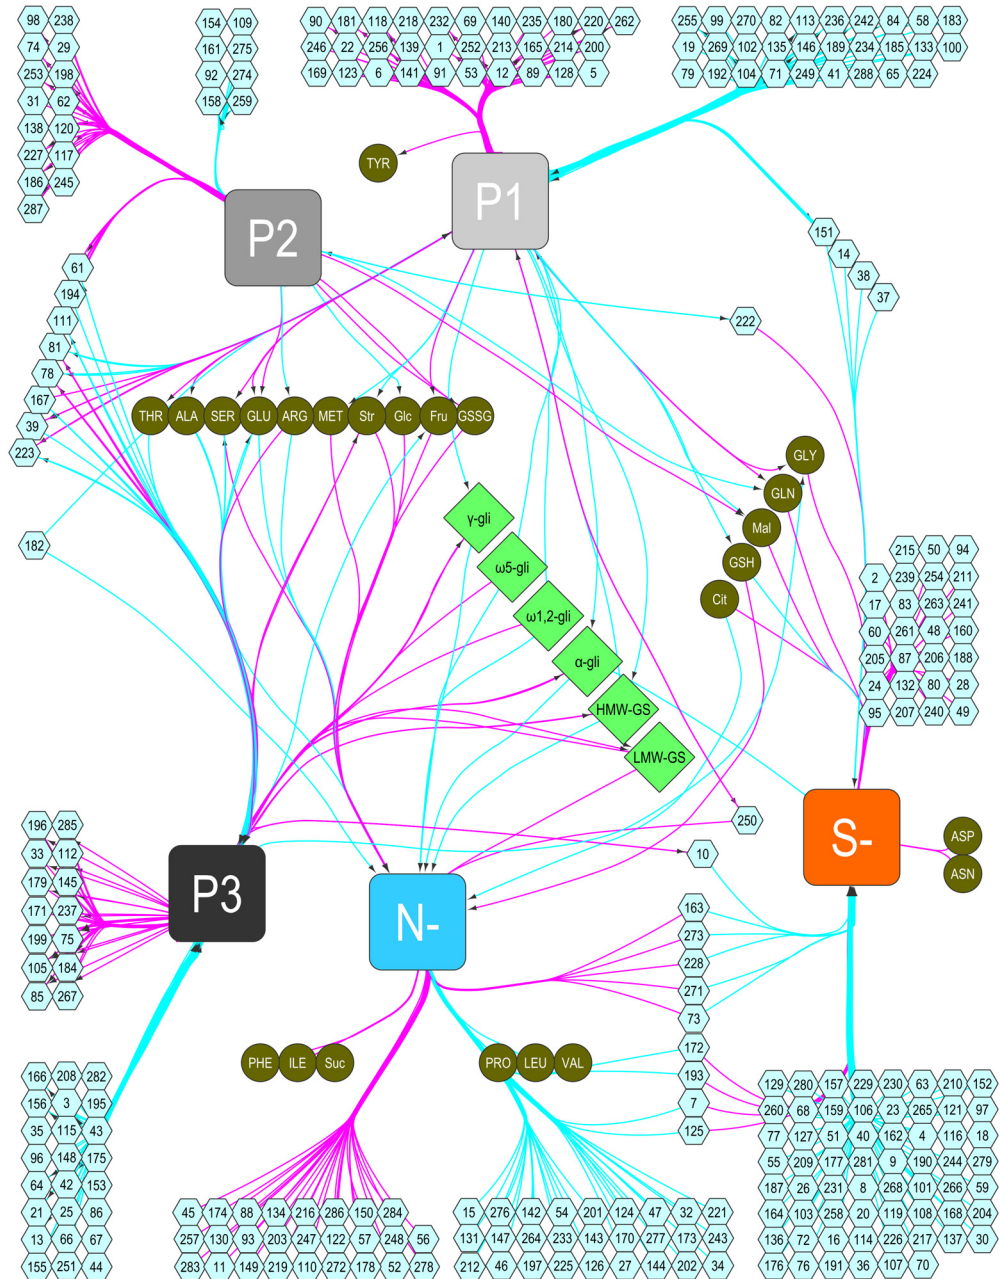 98 238
74 29
253 198
31 62
138 120
227 117
186 245
287
154 109
161 275
92 274
158 259
90 181 118 218 232 69 140 235 180 220 262
246 22 256 139 1 252 213 165 214 200
169 123 6 141 91 53 12 89 128 5
255 99 270 82 113 236 242 84 58 183
19 269 102 135 146 189 234 185 133 100
79 192 104 71 249 41 288 65 224
TYR
P1
P2
151
14
38
37
61
194
111
81
78
167
39
223
182
222
THR ALA SER GLU ARG MET Str Glc Fru GSSG
GLY
GLN
Mal
GSH
Cit
γ-gli
ω5-gli
ω1,2-gli
α-gli
HMW-GS
LMW-GS
215 50 94
2 239 254 211
17 83 263 241
60 261 48 160
205 87 206 188
24 132 80 28
95 207 240 49
250
10
S-
ASP
ASN
P3
N-
196 285
33 112
179 145
171 237
199 75
105 184
85 267
163
273
228
271
73
172
193
7
125
PHE ILE Suc
PRO LEU VAL
166 208 282
156 3 195
35 115 43
96 148 175
64 42 153
21 25 86
13 66 67
155 251 44
45 174 88 134 216 286 150 284
257 130 93 203 247 122 57 248 56
283 11 149 219 110 272 178 52 278
15 276 142 54 201 124 47 32 221
131 147 264 233 143 170 277 173 243
212 46 197 225 126 27 144 202 34
129 280 157 229 230 63 210 152
260 68 159 106 23 265 121 97
77 127 51 40 162 4 116 18
55 209 177 281 9 190 244 279
187 26 231 8 268 101 266 59
164 103 258 20 119 108 168 204
136 72 16 114 226 217 137 30
176 76 191 36 107 70